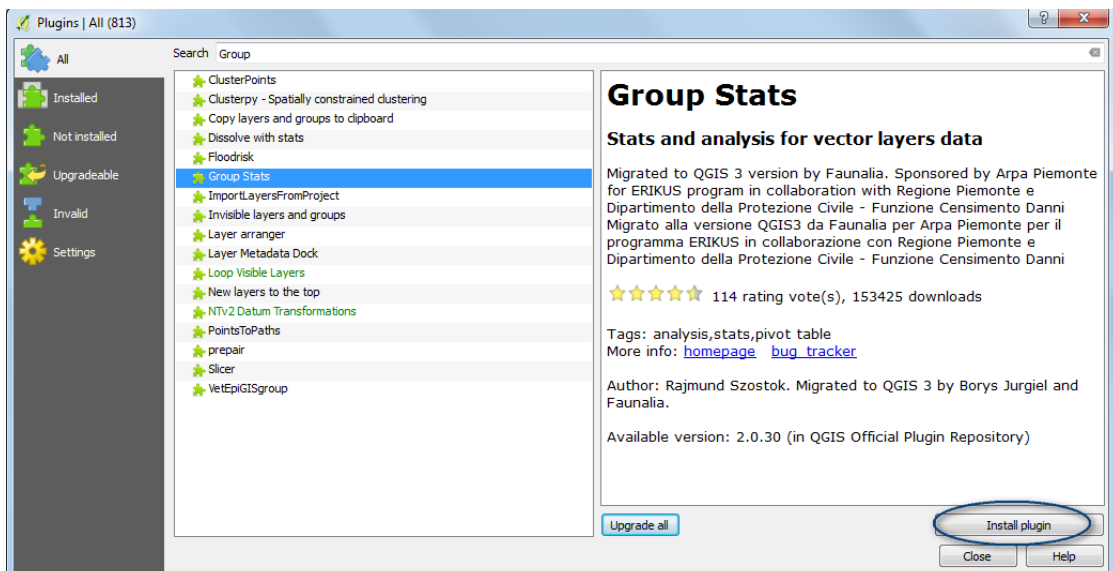 Plugins | All (813)
All
Installed
Not installed
Upgradeable
Invalid
Settings
Search Group
ClusterPoints
Clusterpy - Spatially constrained clustering
Copy layers and groups to clipboard
Dissolve with stats
Floodrisk
Group Stats
ImportLayersFromProject
Invisible layers and groups
Layer arranger
Layer Metadata Dock
Loop Visible Layers
New layers to the top
NTv2 Datum Transformations
PointsToPaths
prepair
Slicer
VetEpiGISgroup
Group Stats
Stats and analysis for vector layers data
Migrated to QGIS 3 version by Faunalia. Sponsored by Arpa Piemonte
for ERIKUS program in collaboration with Regione Piemonte e
Dipartimento della Protezione Civile - Funzione Censimento Danni
Migrato alla versione QGIS3 da Faunalia per Arpa Piemonte per il
programma ERIKUS in collaborazione con Regione Piemonte e
Dipartimento della Protezione Civile - Funzione Censimento Danni
114 rating vote(s), 153425 downloads
Tags: analysis,stats,pivot table
More info: homepage bug tracker
Author: Rajmund Szostok. Migrated to QGIS 3 by Borys Jurgiel and
Faunalia.
Available version: 2.0.30 (in QGIS Official Plugin Repository)
Upgrade all
Install plugin
Close
Help